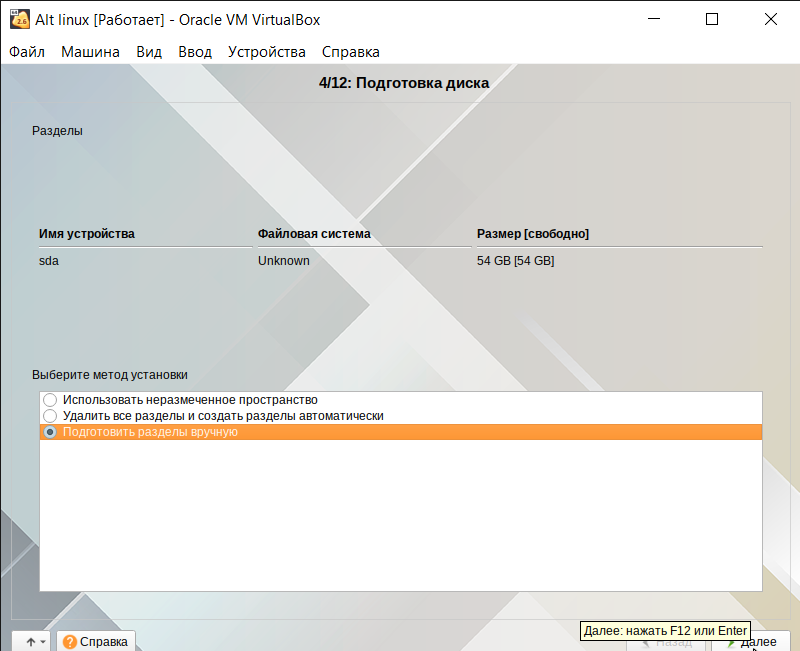 Alt linux [Работает] - Oracle VM VirtualBox
Файл Машина Вид Ввод Устройства Справка
4/12: Подготовка диска
Разделы
Имя устройства Файловая система Размер [свободно]
sda Unknown 54 GB [54 GB]
Выберите метод установки
Использовать неразмеченное пространство
Удалить все разделы и создать разделы автоматически
Подготовить разделы вручную
Далее: нажать F12 или Enter
Справка Назад Далее